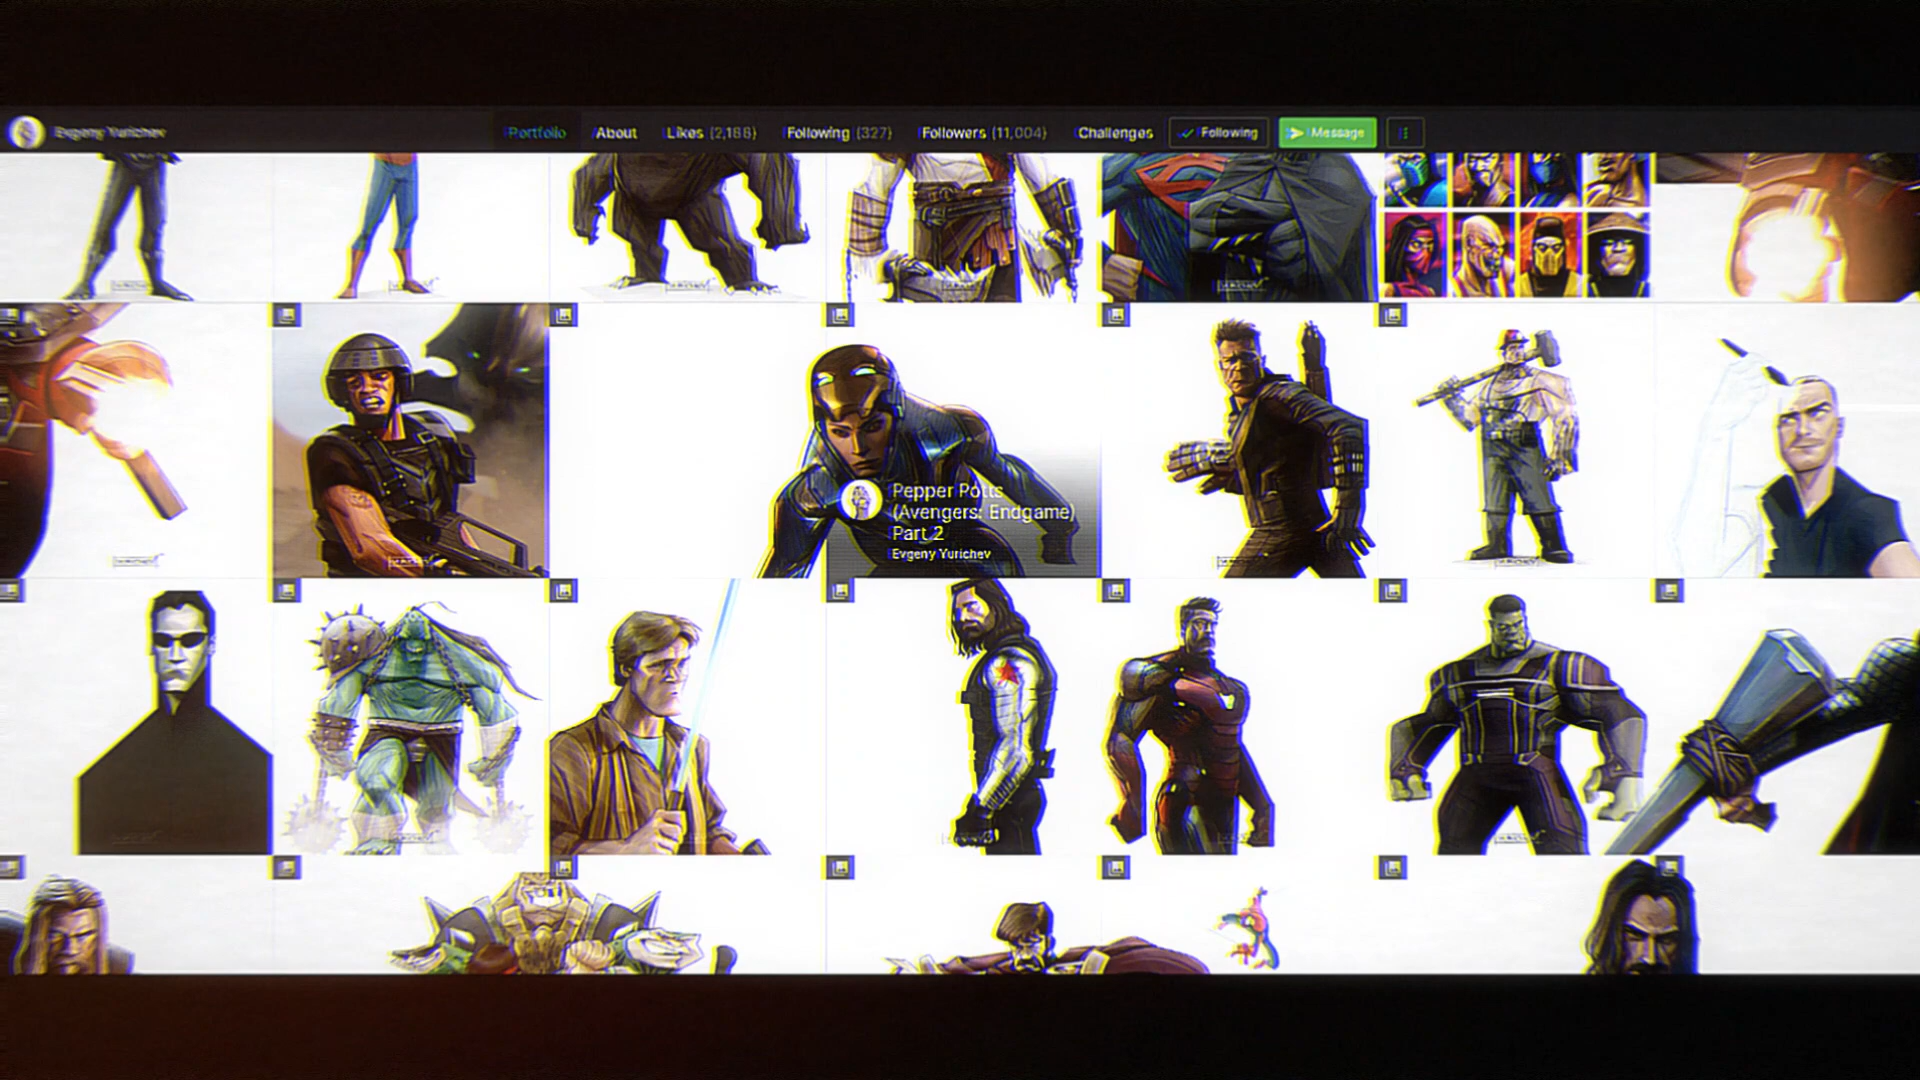 Evgeny Yurichev
Portfolio
About
Likes (2,188)
Following (327)
Followers (11,004)
Challenges
Following
Message
Pepper Potts
(Avengers: Endgame)
Part 2
Evgeny Yurichev